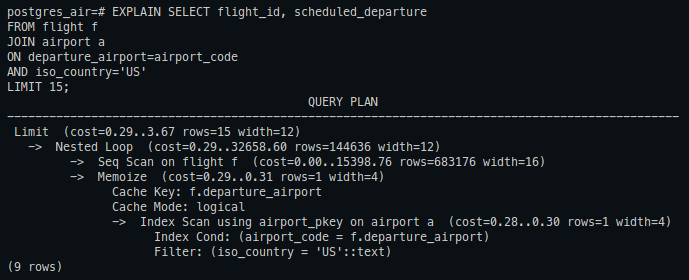 postgres_air=# EXPLAIN SELECT flight_id, scheduled_departure
FROM flight f
JOIN airport a
ON departure_airport=airport_code
AND iso_country='US'
LIMIT 15;
QUERY PLAN
------------------------------------------------------------------------------------------------
Limit  (cost=0.29..3.67 rows=15 width=12)
  ->  Nested Loop  (cost=0.29..32658.60 rows=144636 width=12)
        ->  Seq Scan on flight f  (cost=0.00..15398.76 rows=683176 width=16)
        ->  Memoize  (cost=0.29..0.31 rows=1 width=4)
              Cache Key: f.departure_airport
              Cache Mode: logical
              ->  Index Scan using airport_pkey on airport a  (cost=0.28..0.30 rows=1 width=4)
                    Index Cond: (airport_code = f.departure_airport)
                    Filter: (iso_country = 'US'::text)
(9 rows)